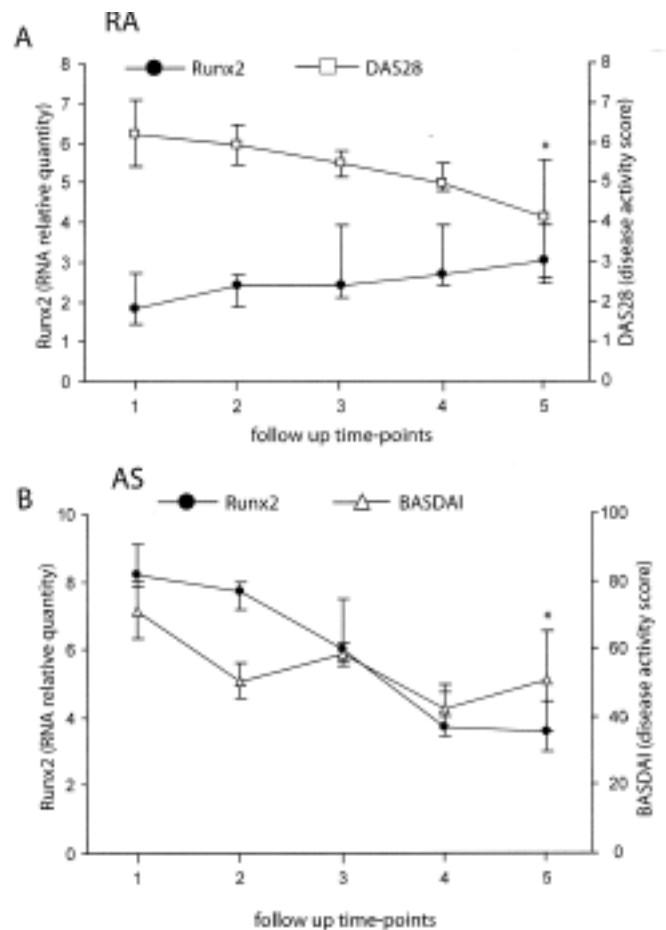 A
RA
Runx2
DAS28
8
7
6
5
4
3
2
1
0
Runx2 (RNA relative quantity)
8
7
6
5
4
3
2
1
0
DAS28 (disease activity score)
*
1 2 3 4 5
follow up time-points
B
AS
Runx2
BASDAI
10
8
6
4
2
0
Runx2 (RNA relative quantity)
100
80
60
40
20
0
BASDAI (disease activity score)
*
1 2 3 4 5
follow up time-points